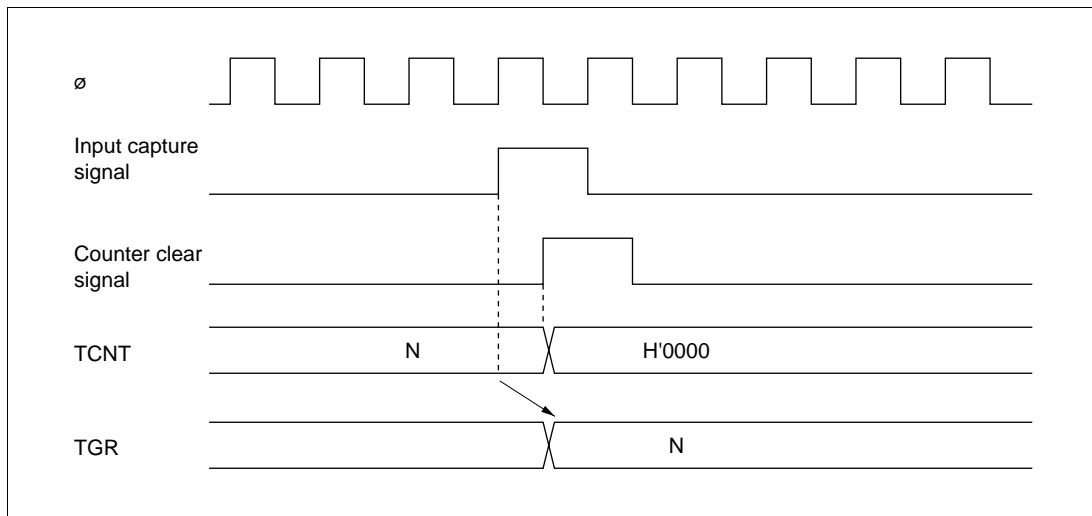 ø
Input capture
signal
Counter clear
signal
TCNT
N
H'0000
TGR
N